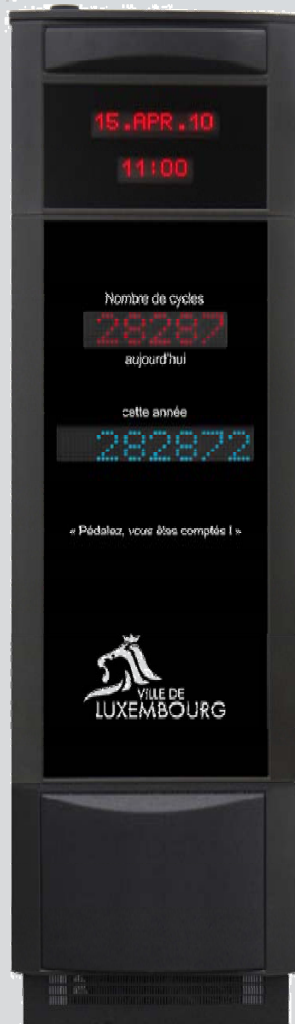 15.APR.10
11:00
Nombre de cycles
28287
aujourd'hui
cette année
282872
« Pédalez, vous êtes comptés ! »
VILLE DE
LUXEMBOURG